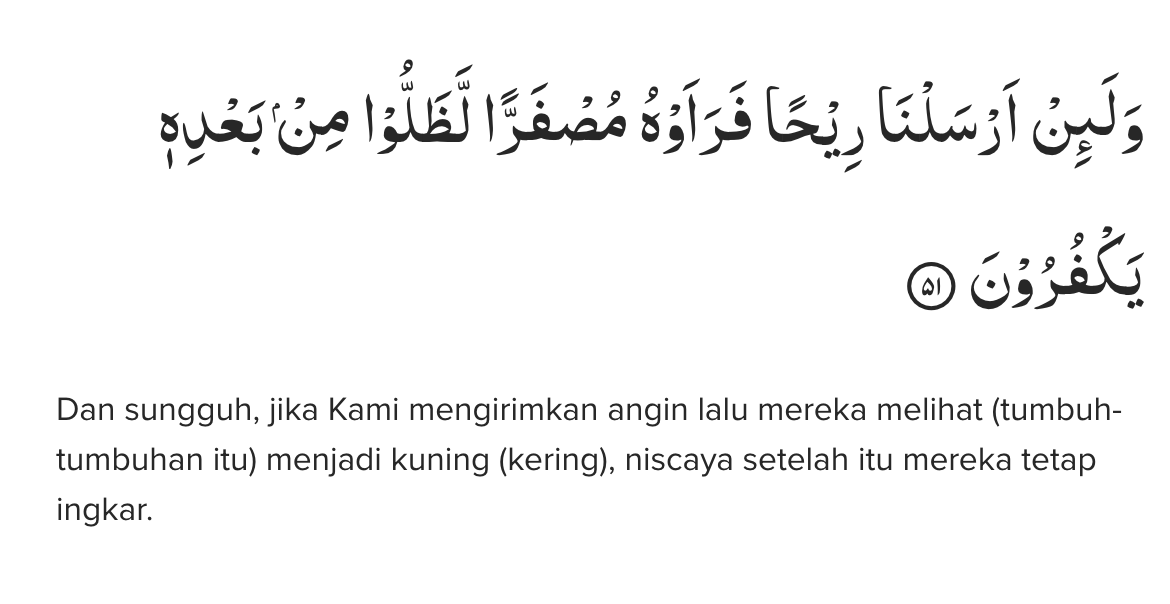 وَلَىِٕنْ اَرْسَلْنَا رِيْحًا فَرَاَوْهُ مُصْفَرًّا لَّظَلُّوْا مِنْۢ بَعْدِهٖ
يَكْفُرُوْنَ ۝٥١
Dan sungguh, jika Kami mengirimkan angin lalu mereka melihat (tumbuh-
tumbuhan itu) menjadi kuning (kering), niscaya setelah itu mereka tetap
ingkar.